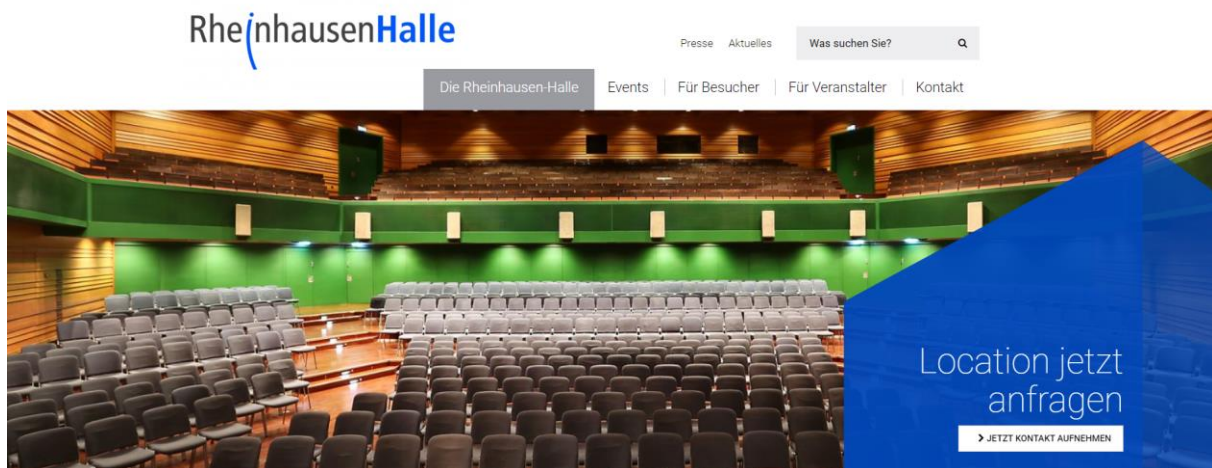 RheinhausenHalle
Presse Aktuelles Was suchen Sie?
Die Rheinhausen-Halle Events Für Besucher Für Veranstalter Kontakt
Location jetzt
anfragen
JETZT KONTAKT AUFNEHMEN